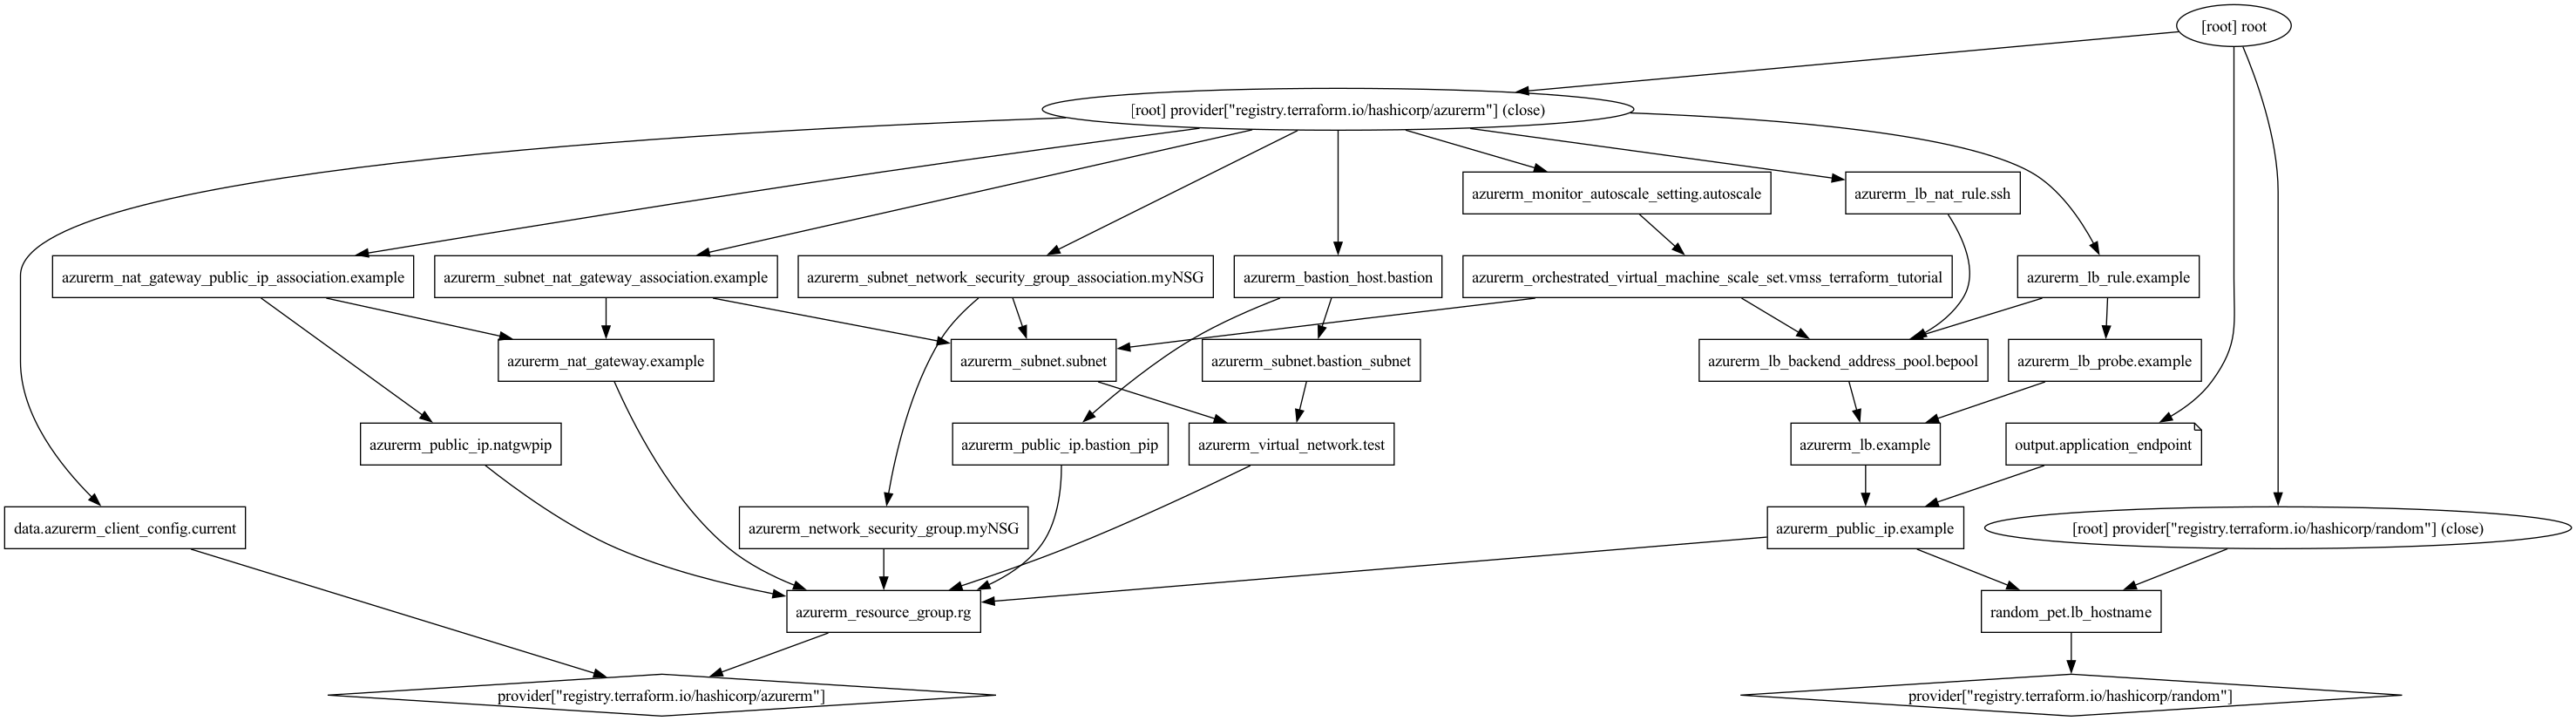 [root] root
[root] provider["registry.terraform.io/hashicorp/azurerm"] (close)
azurerm_monitor_autoscale_setting.autoscale
azurerm_lb_nat_rule.ssh
azurerm_nat_gateway_public_ip_association.example
azurerm_subnet_nat_gateway_association.example
azurerm_subnet_network_security_group_association.myNSG
azurerm_bastion_host.bastion
azurerm_orchestrated_virtual_machine_scale_set.vmss_terraform_tutorial
azurerm_lb_rule.example
azurerm_nat_gateway.example
azurerm_subnet.subnet
azurerm_subnet.bastion_subnet
azurerm_lb_backend_address_pool.bepool
azurerm_lb_probe.example
azurerm_public_ip.natgwpip
azurerm_public_ip.bastion_pip
azurerm_virtual_network.test
azurerm_lb.example
output.application_endpoint
data.azurerm_client_config.current
azurerm_network_security_group.myNSG
azurerm_public_ip.example
[root] provider["registry.terraform.io/hashicorp/random"] (close)
azurerm_resource_group.rg
random_pet.lb_hostname
provider["registry.terraform.io/hashicorp/azurerm"]
provider["registry.terraform.io/hashicorp/random"]